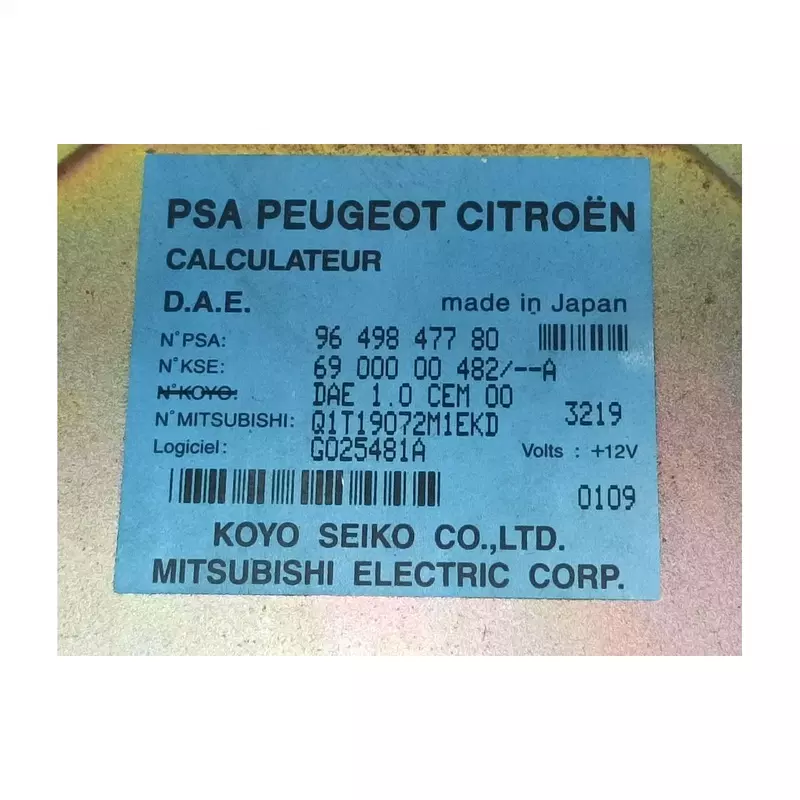 PSA PEUGEOT CITROËN
CALCULATEUR
D.A.E. made in Japan
N°PSA: 96 498 477 80
N°KSE: 69 000 00 482/--A
N°KOYO: DAE 1.0 CEM 00
N°MITSUBISHI: Q1T19072M1EKD 3219
Logiciel: G025481A Volts : +12V
0109
KOYO SEIKO CO.,LTD.
MITSUBISHI ELECTRIC CORP.